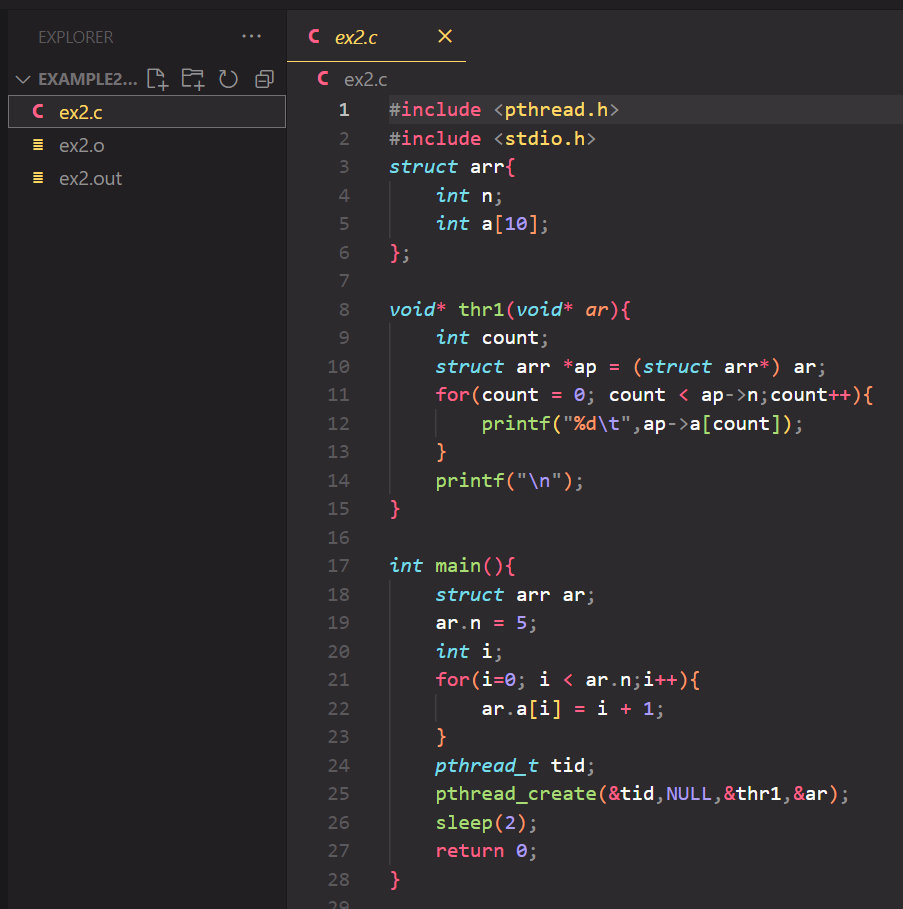 EXPLORER ...
EXAMPLE2...
C ex2.c
ex2.o
ex2.out
C ex2.c ×
C ex2.c
1 #include <pthread.h>
2 #include <stdio.h>
3 struct arr{
4     int n;
5     int a[10];
6 };
7
8 void* thr1(void* ar){
9     int count;
10     struct arr *ap = (struct arr*) ar;
11     for(count = 0; count < ap->n;count++){
12         printf("%d\t",ap->a[count]);
13     }
14     printf("\n");
15 }
16
17 int main(){
18     struct arr ar;
19     ar.n = 5;
20     int i;
21     for(i=0; i < ar.n;i++){
22         ar.a[i] = i + 1;
23     }
24     pthread_t tid;
25     pthread_create(&tid,NULL,&thr1,&ar);
26     sleep(2);
27     return 0;
28 }
29